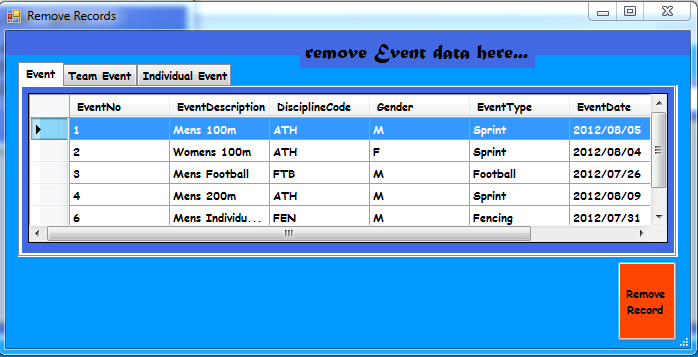 Remove Records
remove Event data here...
Event Team Event Individual Event
EventNo EventDescription DisciplineCode Gender EventType EventDate
1 Mens 100m ATH M Sprint 2012/08/05
2 Womens 100m ATH F Sprint 2012/08/04
3 Mens Football FTB M Football 2012/07/26
4 Mens 200m ATH M Sprint 2012/08/09
6 Mens Individu... FEN M Fencing 2012/07/31
Remove
Record